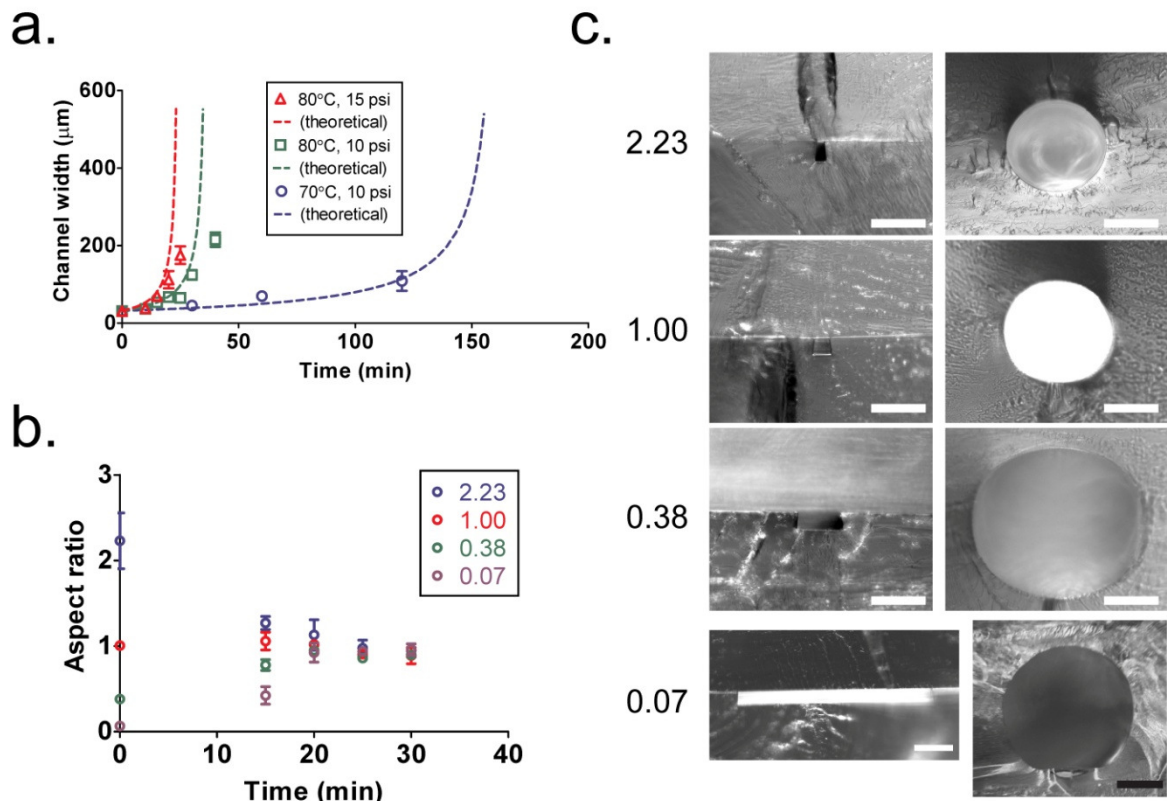 a.
600
400
200
0
Channel width (μm)
80°C, 15 psi
(theoretical)
80°C, 10 psi
(theoretical)
70°C, 10 psi
(theoretical)
0 50 100 150 200
Time (min)
b.
3
2
1
0
Aspect ratio
2.23
1.00
0.38
0.07
0 10 20 30 40
Time (min)
c.
2.23
1.00
0.38
0.07